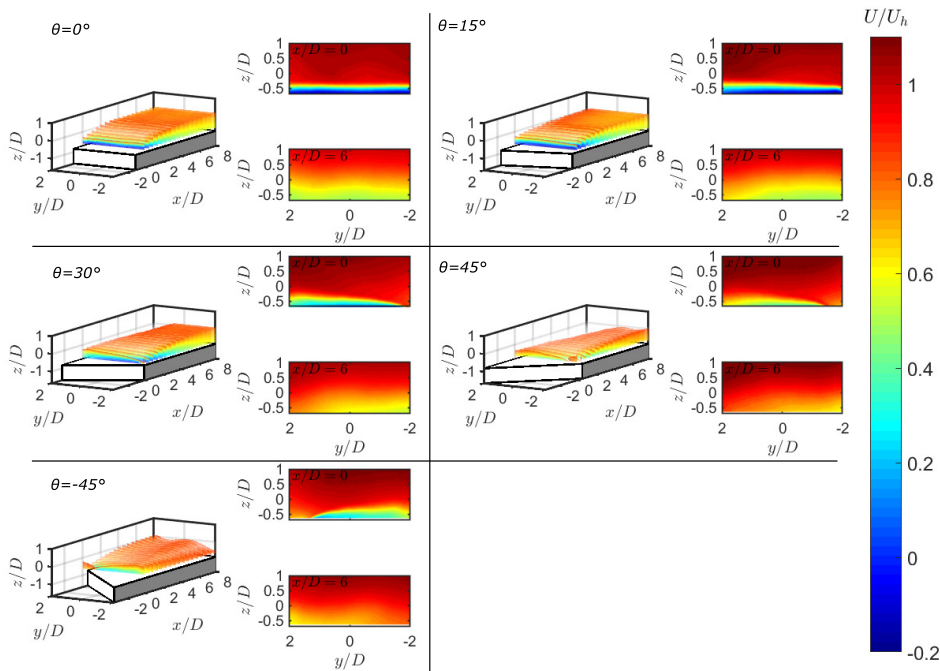 θ=0°
x/D = 0
1
0.5
0
-0.5
z/D
1
0
-1
z/D
2
0
-2
y/D
-2
0
2
4
6
8
x/D
x/D = 6
1
0.5
0
-0.5
z/D
2
0
-2
y/D
θ=15°
x/D = 0
1
0.5
0
-0.5
z/D
1
0
-1
z/D
2
0
-2
y/D
-2
0
2
4
6
8
x/D
x/D = 6
1
0.5
0
-0.5
z/D
2
0
-2
y/D
θ=30°
x/D = 0
1
0.5
0
-0.5
z/D
1
0
-1
z/D
2
0
-2
y/D
-2
0
2
4
6
8
x/D
x/D = 6
1
0.5
0
-0.5
z/D
2
0
-2
y/D
θ=45°
x/D = 0
1
0.5
0
-0.5
z/D
1
0
-1
z/D
2
0
-2
y/D
-2
0
2
4
6
8
x/D
x/D = 6
1
0.5
0
-0.5
z/D
2
0
-2
y/D
θ=-45°
x/D = 0
1
0.5
0
-0.5
z/D
1
0
-1
z/D
2
0
-2
y/D
-2
0
2
4
6
8
x/D
x/D = 6
1
0.5
0
-0.5
z/D
2
0
-2
y/D
U/U_h
1
0.8
0.6
0.4
0.2
0
-0.2